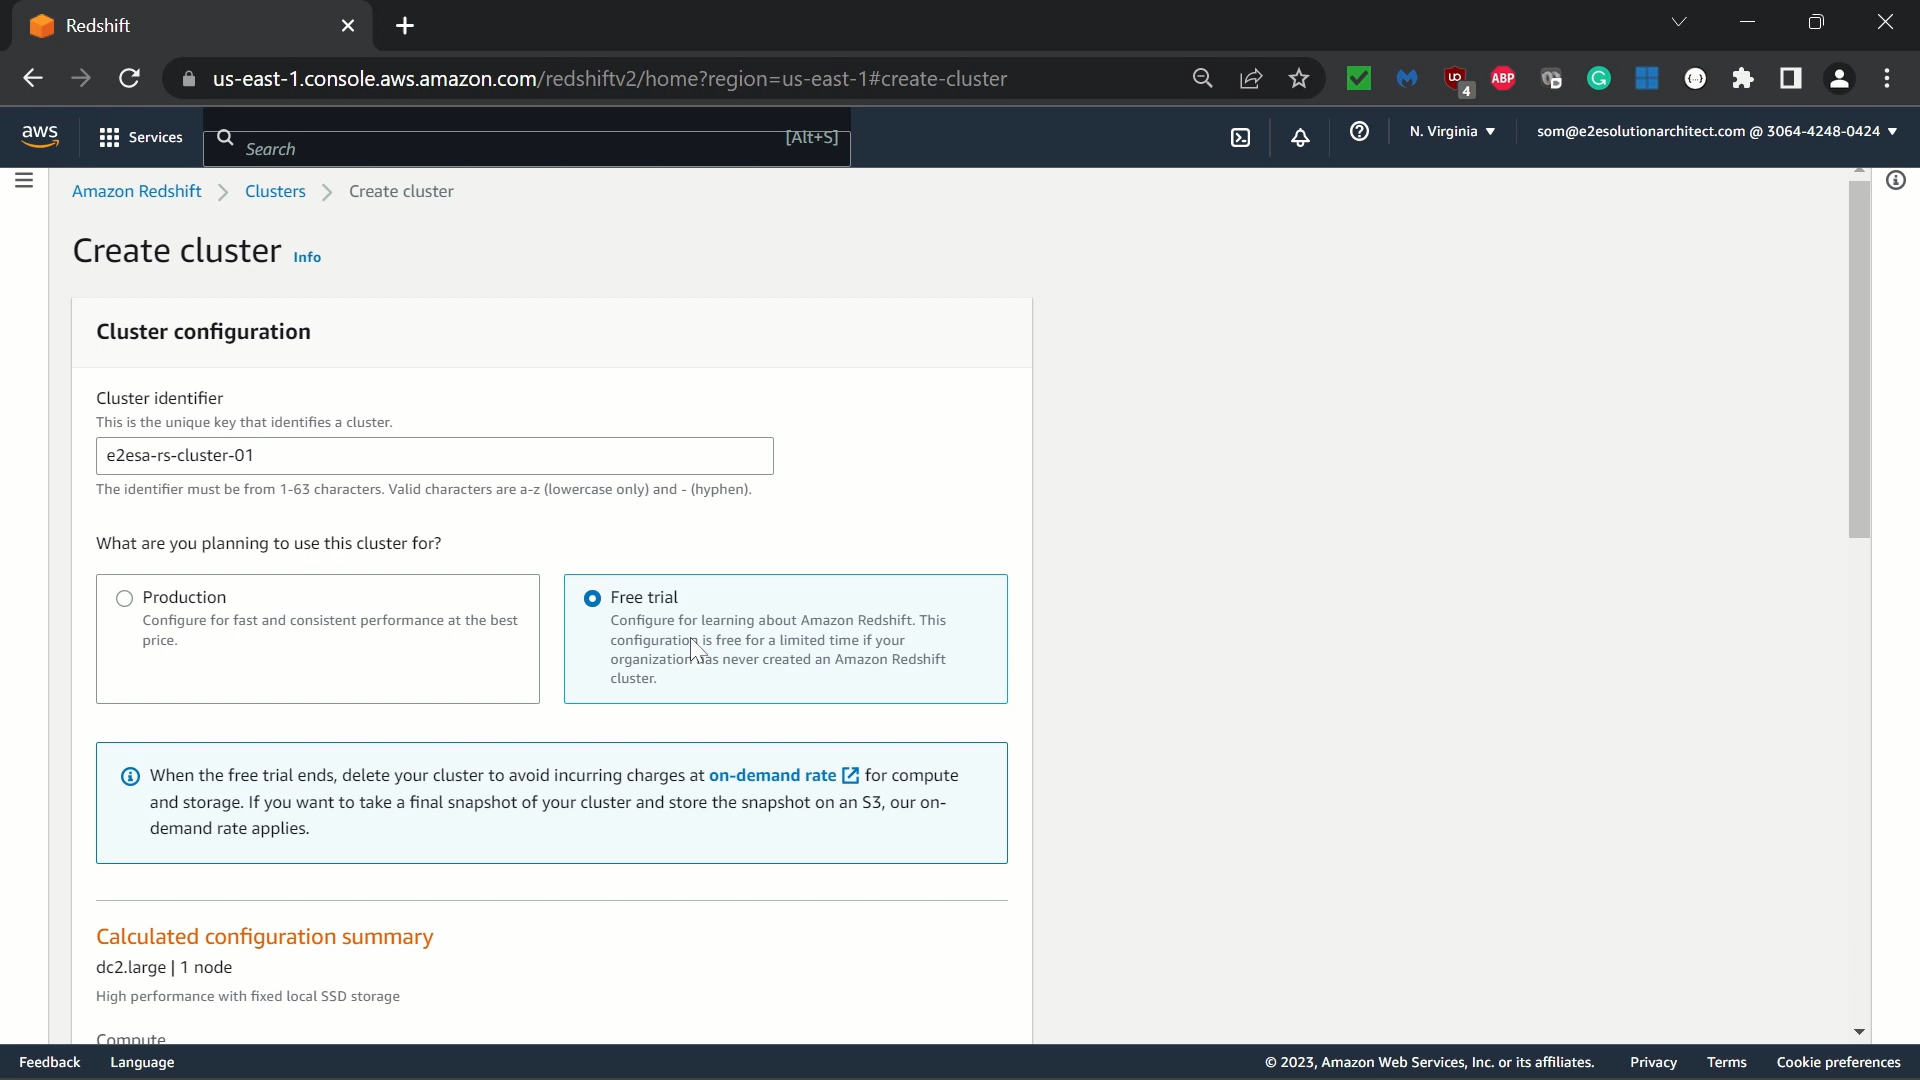 Redshift
us-east-1.console.aws.amazon.com/redshiftv2/home?region=us-east-1#create-cluster
4
ABP
aws
Services
Search
[Alt+S]
N. Virginia
som@e2esolutionarchitect.com @ 3064-4248-0424
Amazon Redshift
Clusters
Create cluster
Create cluster Info
Cluster configuration
Cluster identifier
This is the unique key that identifies a cluster.
e2esa-rs-cluster-01
The identifier must be from 1-63 characters. Valid characters are a-z (lowercase only) and - (hyphen).
What are you planning to use this cluster for?
Production
Configure for fast and consistent performance at the best
price.
Free trial
Configure for learning about Amazon Redshift. This
configuration is free for a limited time if your
organization has never created an Amazon Redshift
cluster.
When the free trial ends, delete your cluster to avoid incurring charges at on-demand rate for compute
and storage. If you want to take a final snapshot of your cluster and store the snapshot on an S3, our on-
demand rate applies.
Calculated configuration summary
dc2.large | 1 node
High performance with fixed local SSD storage
Compute
Feedback
Language
© 2023, Amazon Web Services, Inc. or its affiliates.
Privacy
Terms
Cookie preferences